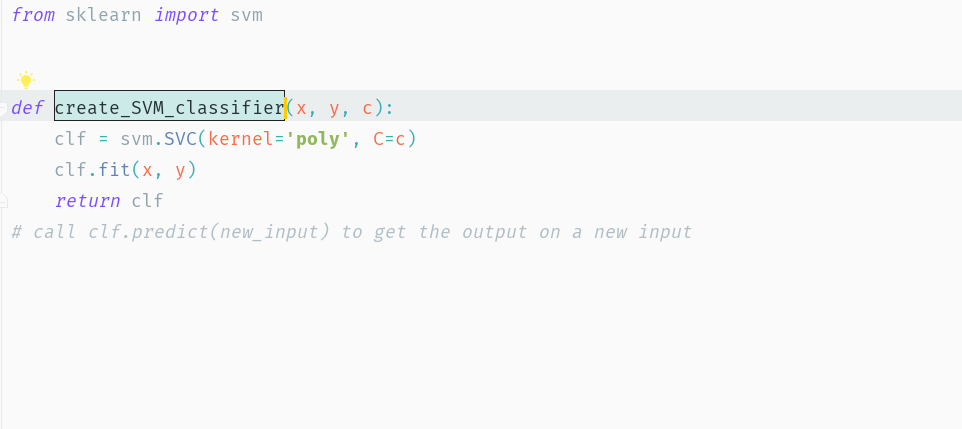 from sklearn import svm
def create_SVM_classifier(x, y, c):
    clf = svm.SVC(kernel='poly', C=c)
    clf.fit(x, y)
    return clf
# call clf.predict(new_input) to get the output on a new input